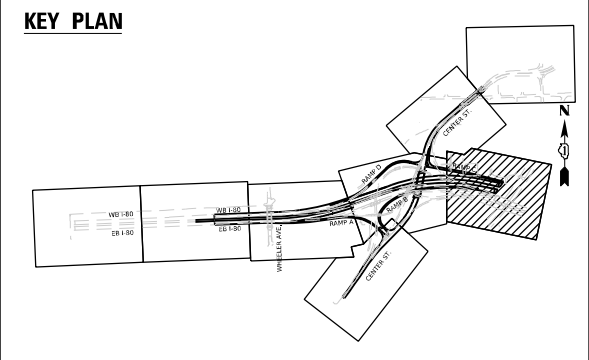 KEY PLAN
N
1
CENTER ST.
RAMP D
RAMP C
RAMP B
WB I-80
WB I-80
EB I-80
EB I-80
RAMP A
WHEELER AVE.
CENTER ST.